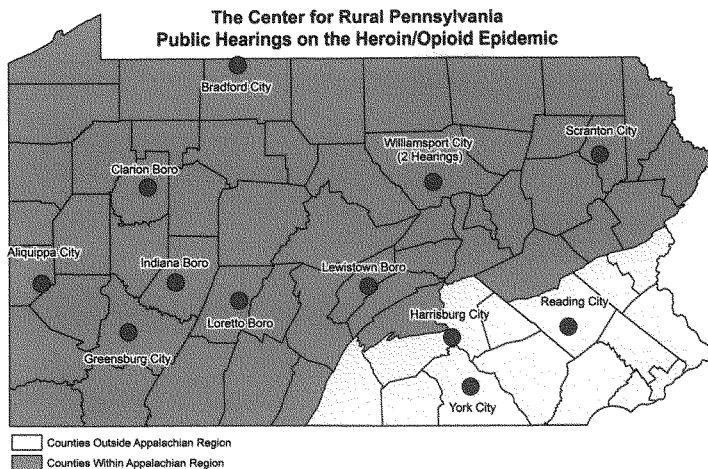 The Center for Rural Pennsylvania
Public Hearings on the Heroin/Opioid Epidemic
Bradford City
Scranton City
Williamsport City
(2 Hearings)
Clarion Boro
Aliquippa City
Indiana Boro
Lewistown Boro
Loretto Boro
Harrisburg City
Reading City
Greensburg City
York City
Counties Outside Appalachian Region
Counties Within Appalachian Region